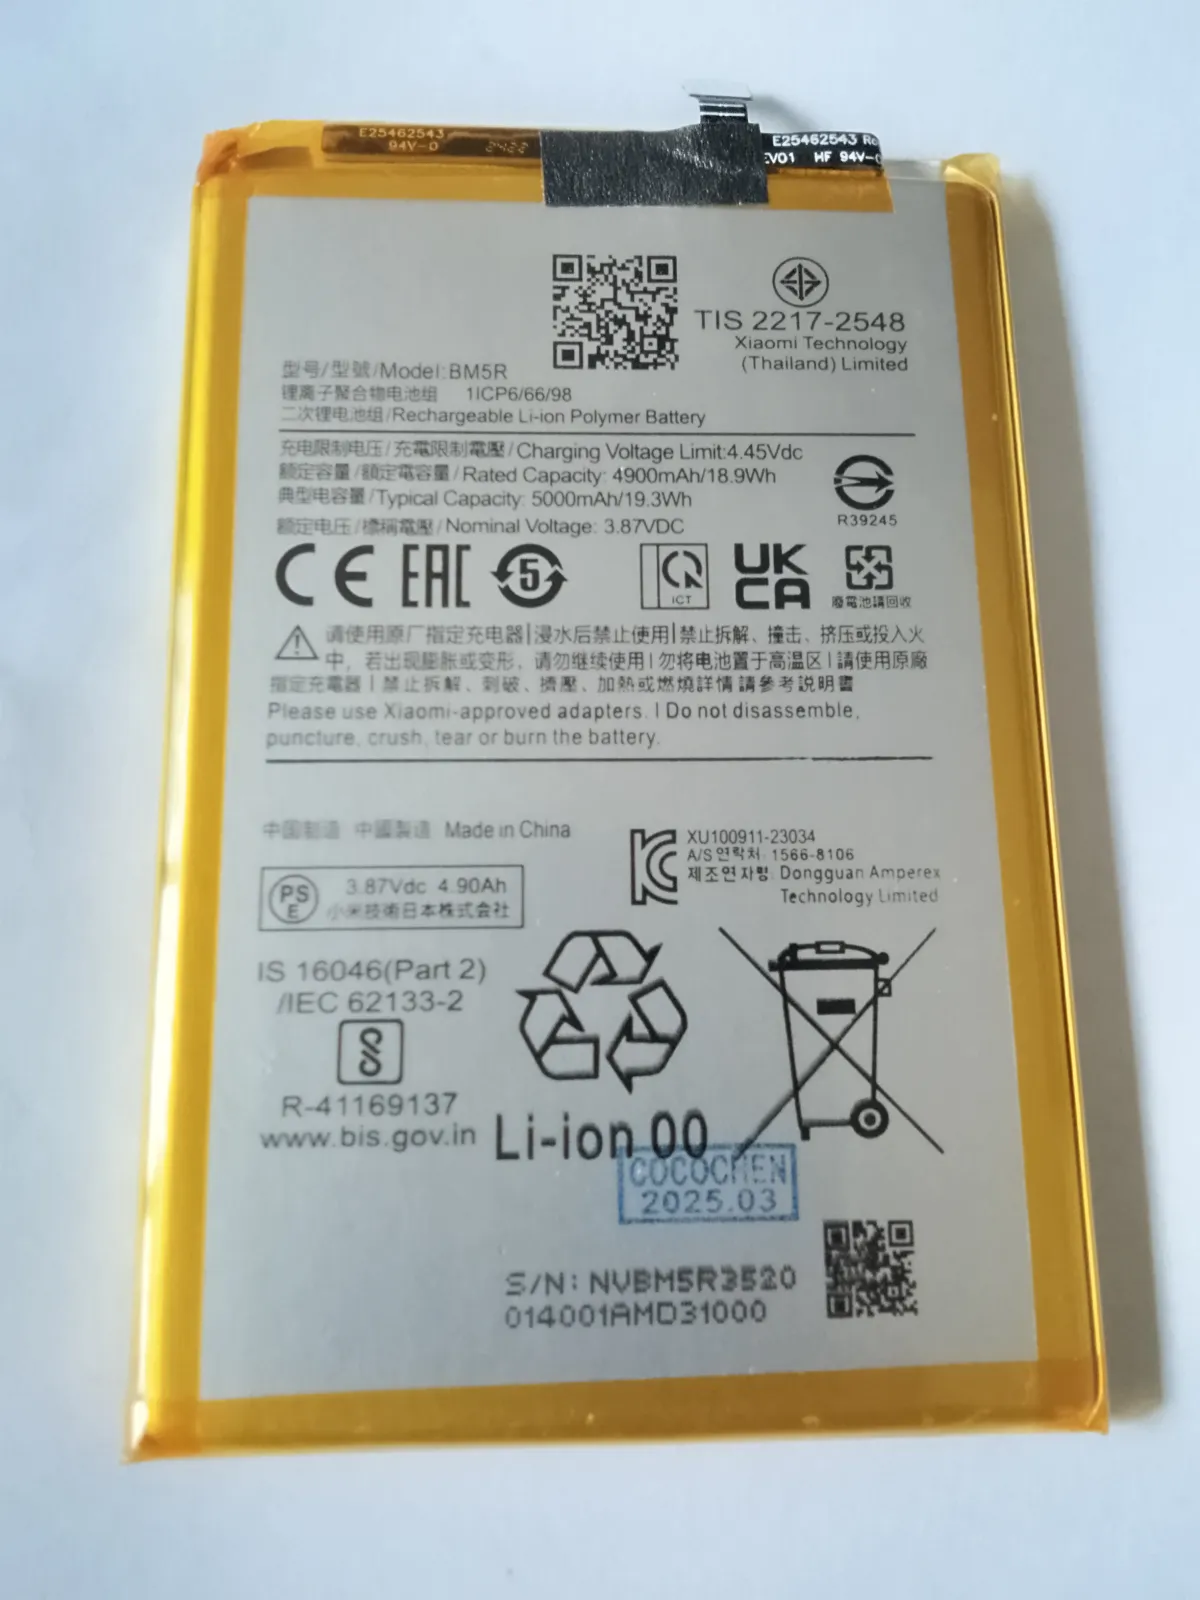 E25462543
94V-0 2422
E25462543
EV01 HF 94V-0
TIS 2217-2548
Xiaomi Technology
(Thailand) Limited
型号/型號/Model:BM5R
锂离子聚合物电池组 1ICP6/66/98
二次锂电池组/Rechargeable Li-ion Polymer Battery
充电限制电压/充電限制電壓/Charging Voltage Limit:4.45Vdc
额定容量/額定電容量/Rated Capacity: 4900mAh/18.9Wh
典型电容量/Typical Capacity: 5000mAh/19.3Wh
额定电压/標稱電壓/Nominal Voltage: 3.87VDC
R39245
CE EAC 5 ICT UK
CA
廢電池請回收
请使用原厂指定充电器|浸水后禁止使用|禁止拆解、撞击、挤压或投入火
中，若出现膨胀或变形，请勿继续使用|勿将电池置于高温区|請使用原廠
指定充電器|禁止拆解、刺破、擠壓、加熱或燃燒詳情請參考說明書
Please use Xiaomi-approved adapters. | Do not disassemble,
puncture, crush, tear or burn the battery.
中国制造 中國製造 Made in China
XU100911-23034
A/S연락처: 1566-8106
제조연자명: Dongguan Amperex
Technology Limited
PS
E
3.87Vdc 4.90Ah
小米技術日本株式会社
IS 16046(Part 2)
/IEC 62133-2
R-41169137
www.bis.gov.in
Li-ion 00
COCOCHEN
2025.03
S/N: NVBM5R3520
014001AMD31000